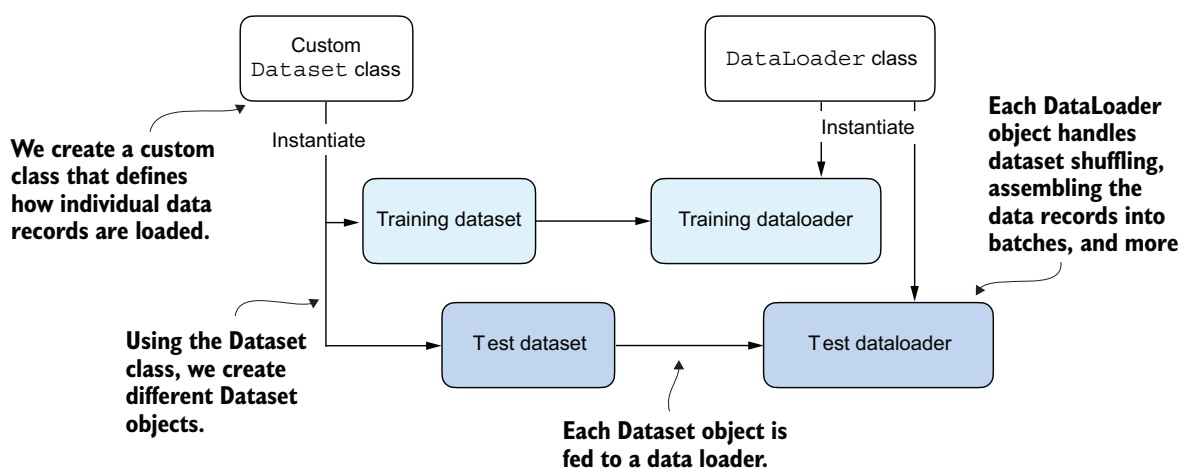 Custom
Dataset class
DataLoader class
Instantiate
Instantiate
We create a custom
class that defines
how individual data
records are loaded.
Each DataLoader
object handles
dataset shuffling,
assembling the
data records into
batches, and more
Training dataset
Training dataloader
Using the Dataset
class, we create
different Dataset
objects.
Test dataset
Test dataloader
Each Dataset object is
fed to a data loader.